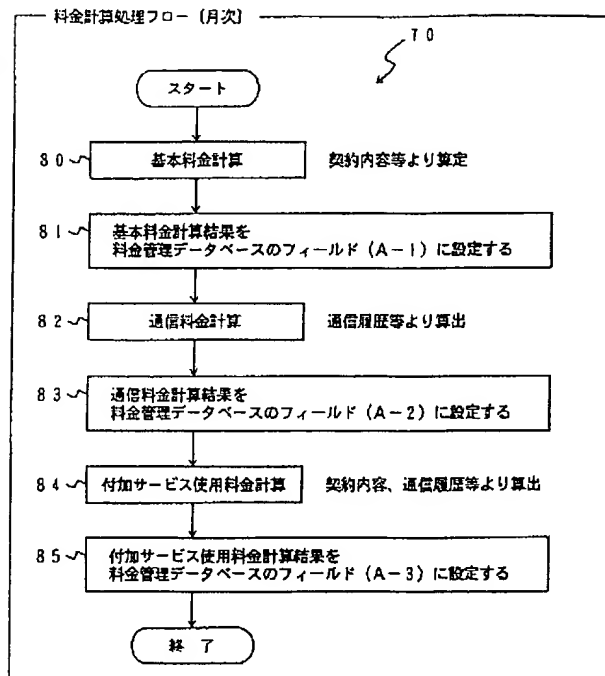 料金計算処理フロー〔月次〕
70
スタート
80 基本料金計算 契約内容等より算定
81 基本料金計算結果を
料金管理データベースのフィールド(A-1)に設定する
82 通信料金計算 通信履歴等より算出
83 通信料金計算結果を
料金管理データベースのフィールド(A-2)に設定する
84 付加サービス使用料金計算 契約内容、通信履歴等より算出
85 付加サービス使用料金計算結果を
料金管理データベースのフィールド(A-3)に設定する
終 了